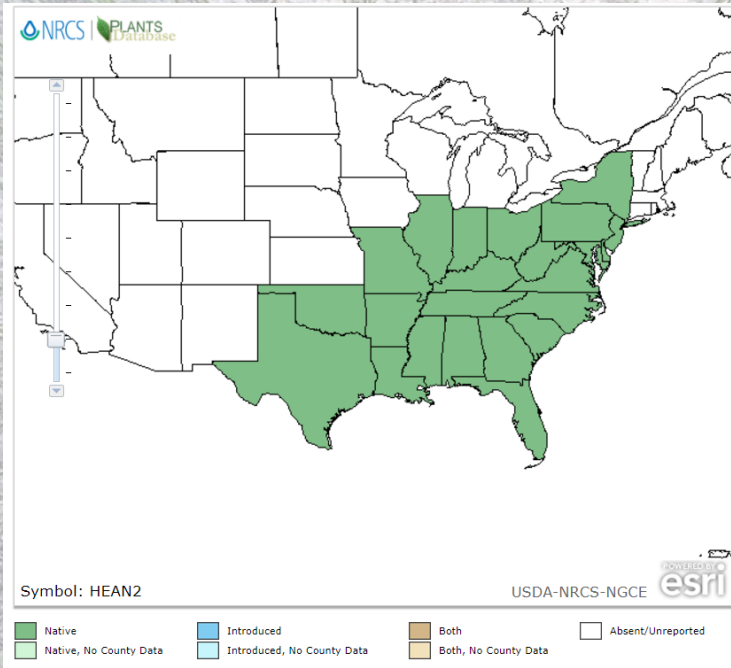 NRCS | PLANTS
Database
Symbol: HEAN2
USDA-NRCS-NGCE
POWERED BY
esri
Native
Introduced
Both
Absent/Unreported
Native, No County Data
Introduced, No County Data
Both, No County Data